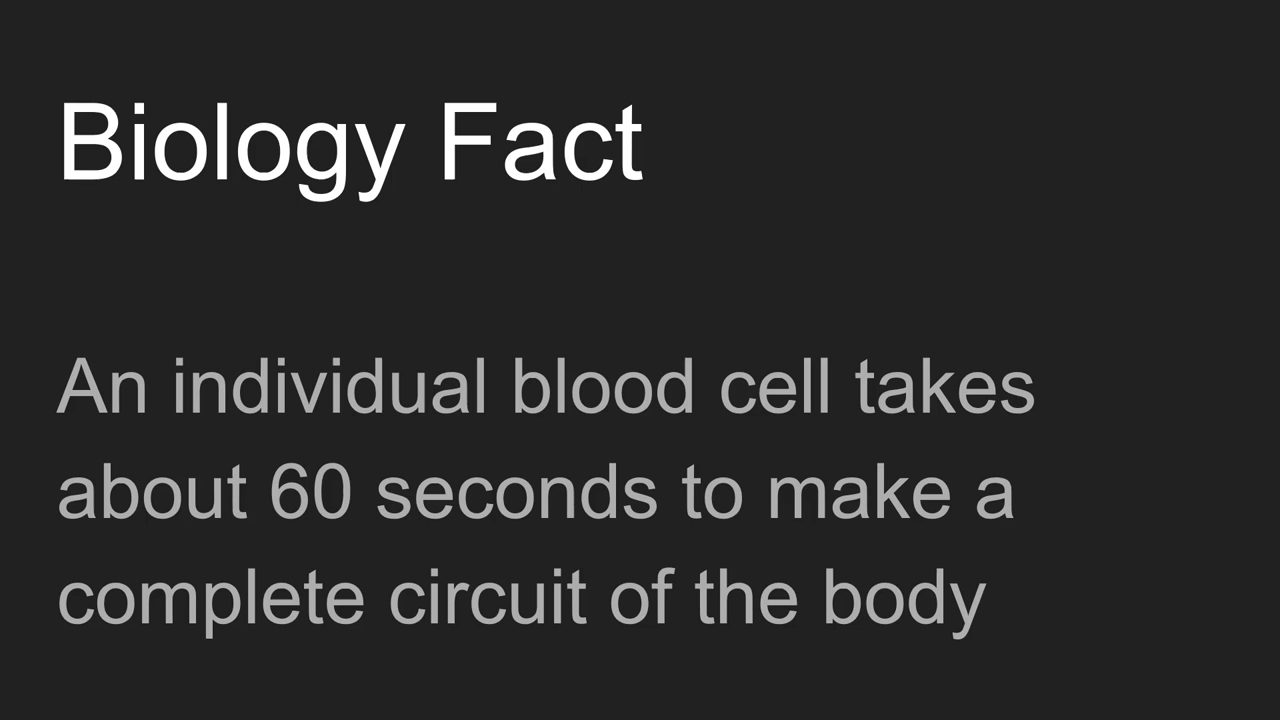 Biology Fact
An individual blood cell takes
about 60 seconds to make a
complete circuit of the body